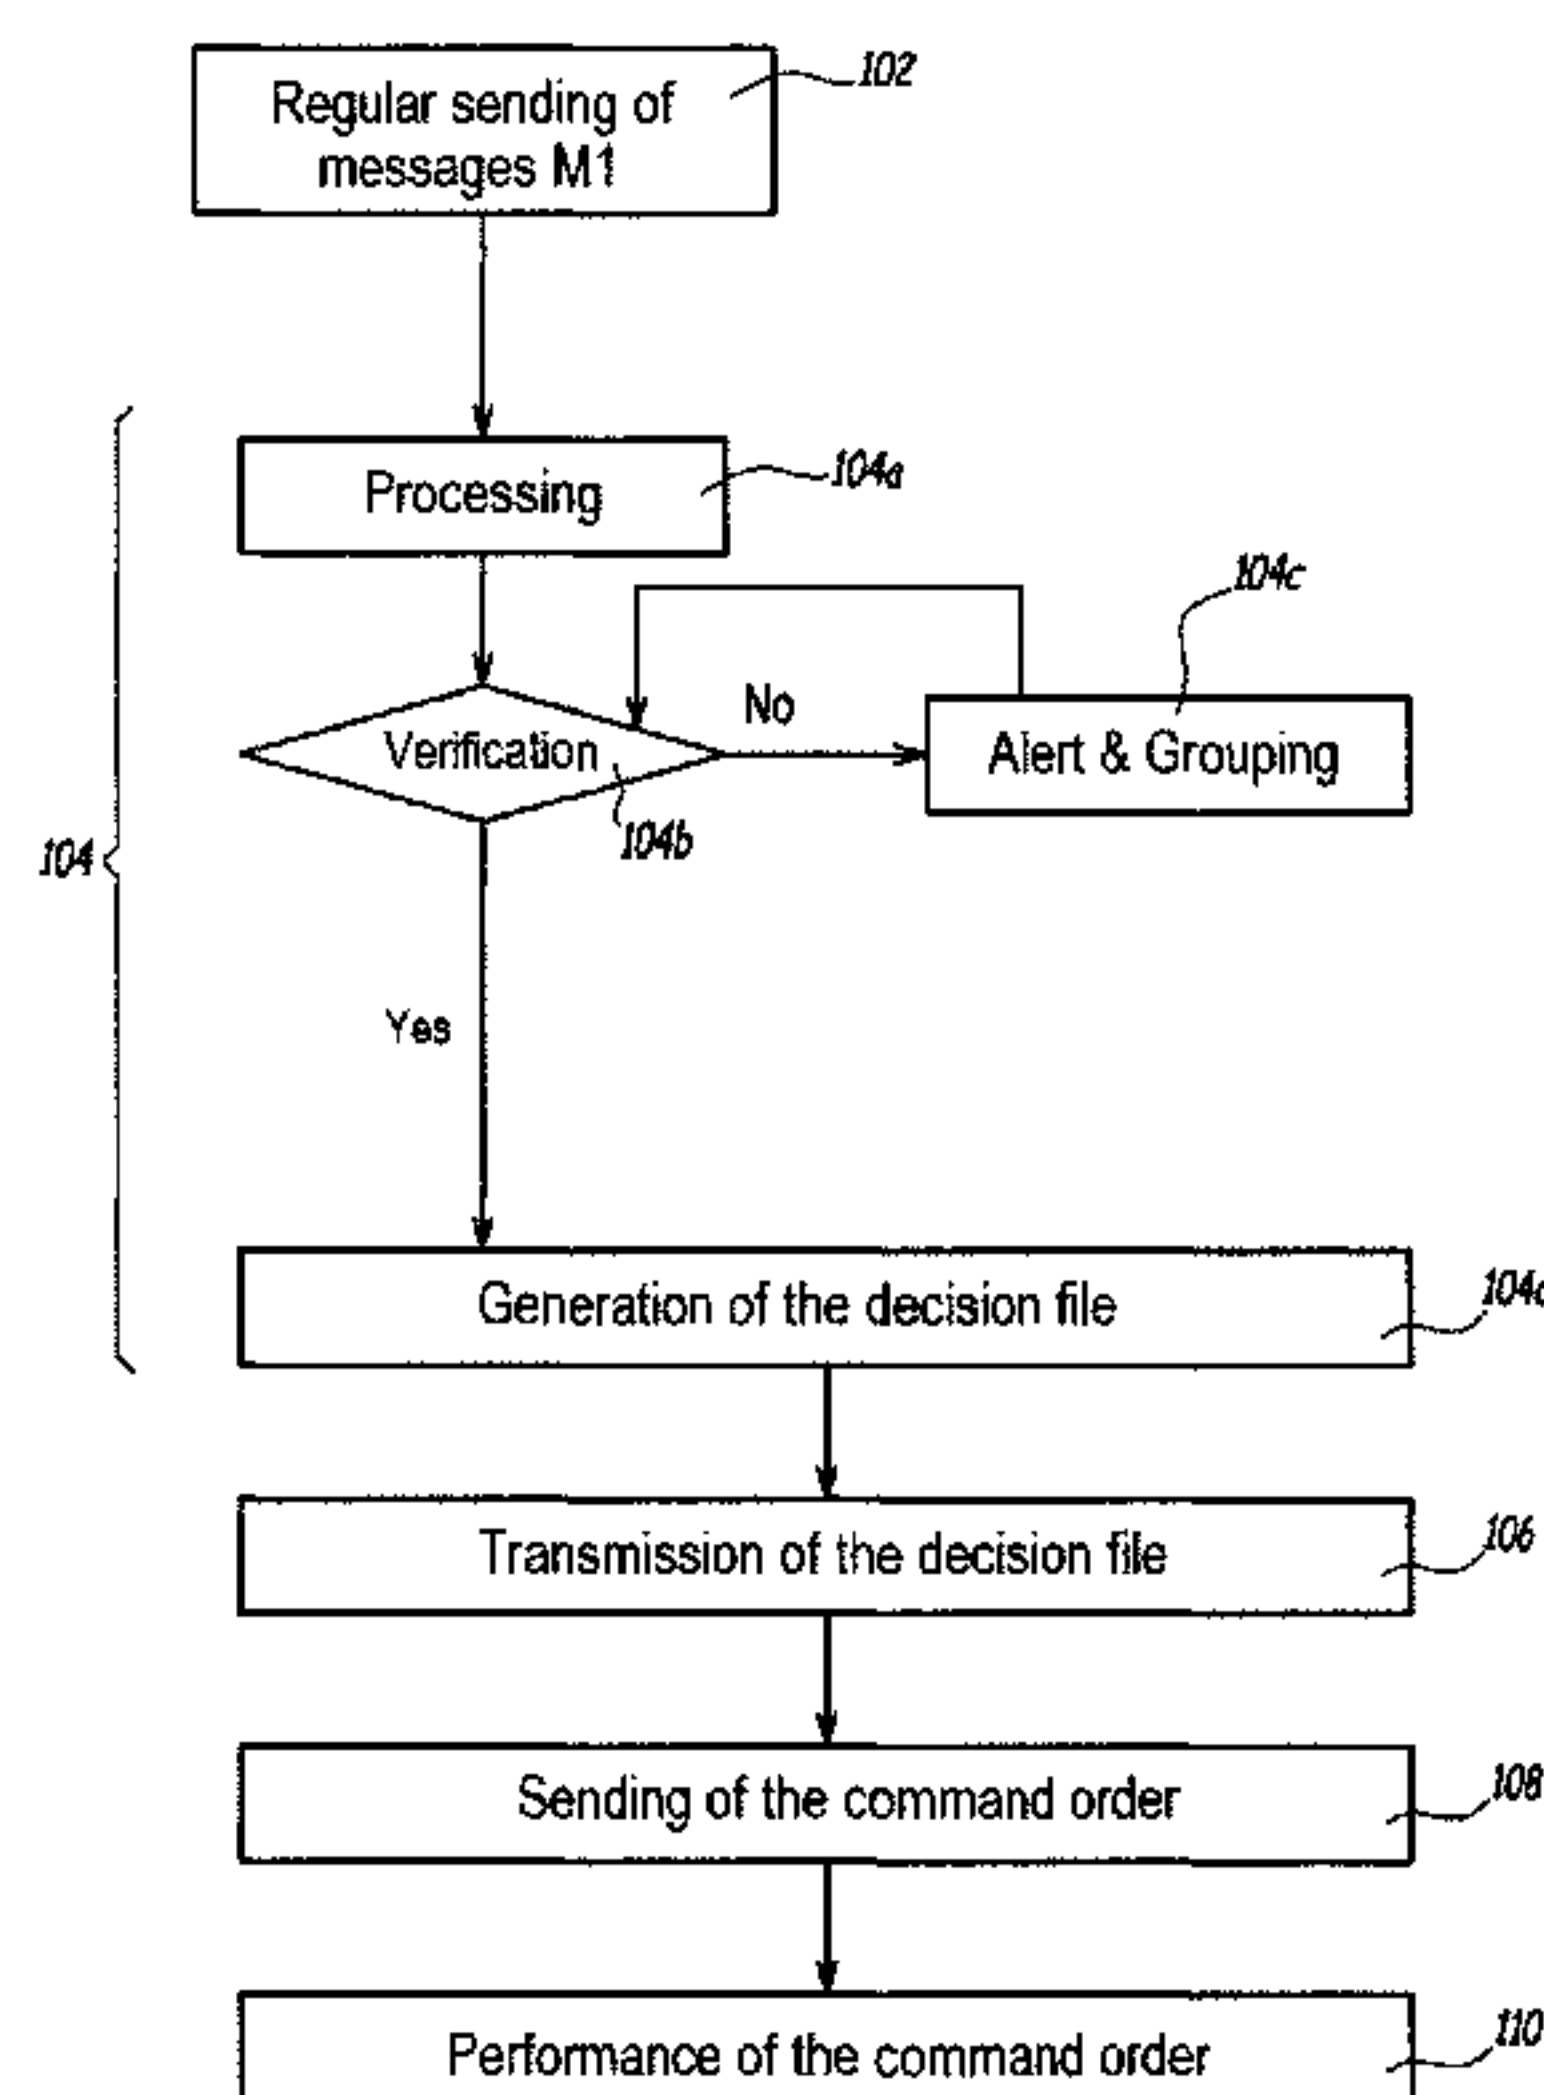 Regular sending of
messages M1
102
Processing
104a
104c
No
Verification
Alert & Grouping
104b
104
Yes
Generation of the decision file
Transmission of the decision file
106
Sending of the command order
108
Performance of the command order
110